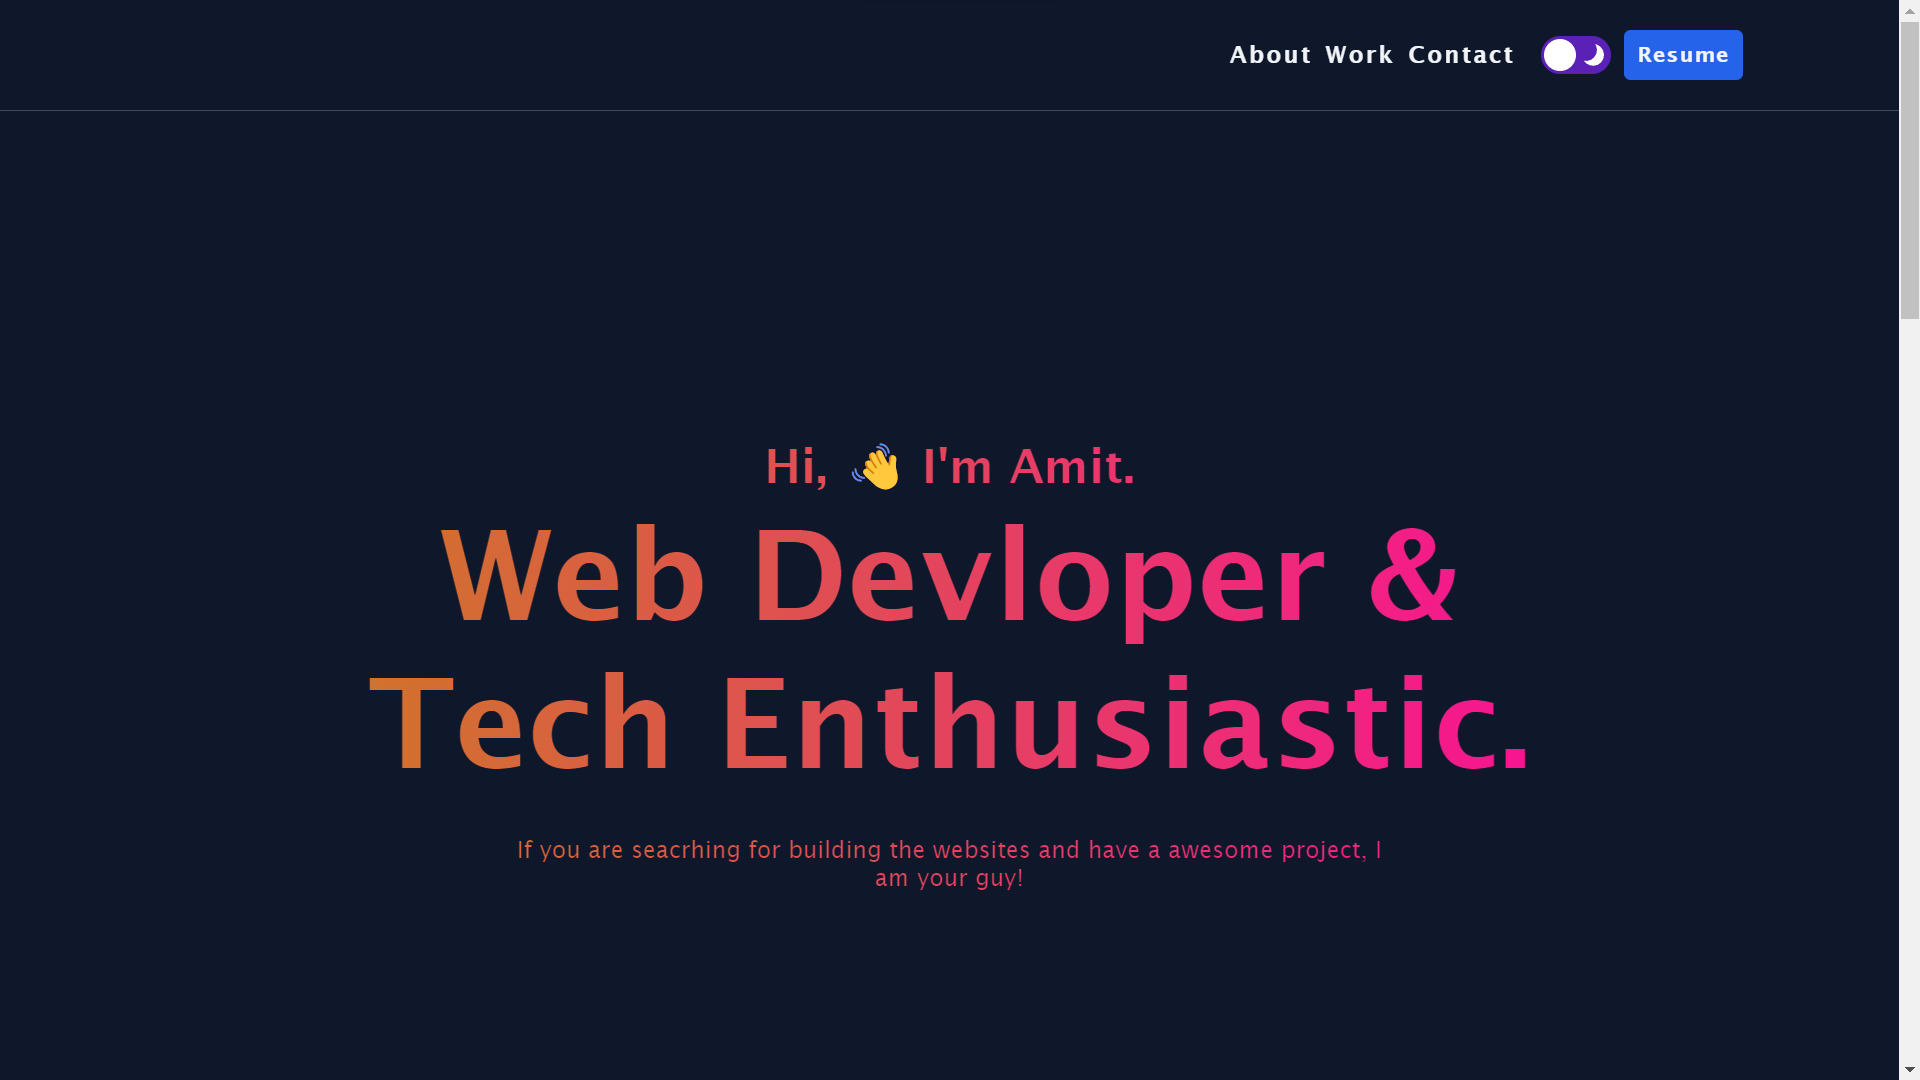 About Work Contact Resume
Hi, 👋 I'm Amit.
Web Devloper &
Tech Enthusiastic.
If you are seacrhing for building the websites and have a awesome project, I
am your guy!